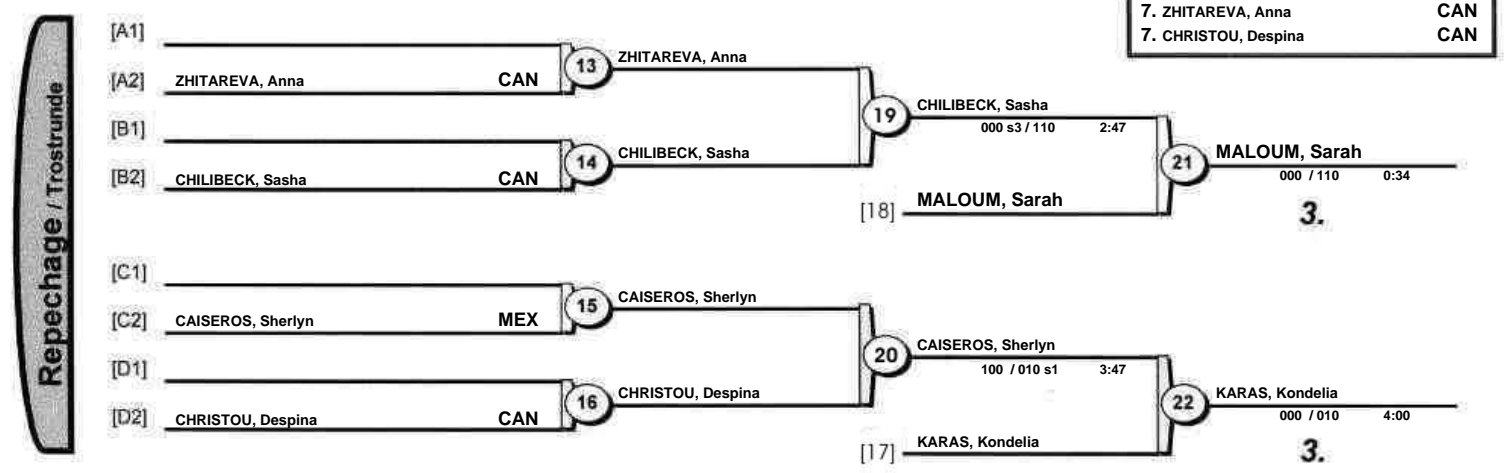 7. ZHITAREVA, Anna CAN
7. CHRISTOU, Despina CAN
Repechage / Trostrunde
[A1]
[A2] ZHITAREVA, Anna CAN
13 ZHITAREVA, Anna
[B1]
[B2] CHILIBECK, Sasha CAN
14 CHILIBECK, Sasha
19 CHILIBECK, Sasha
000 s3 / 110 2:47
[18] MALOUM, Sarah
21 MALOUM, Sarah
000 / 110 0:34
3.
[C1]
[C2] CAISEROS, Sherlyn MEX
15 CAISEROS, Sherlyn
[D1]
[D2] CHRISTOU, Despina CAN
16 CHRISTOU, Despina
20 CAISEROS, Sherlyn
100 / 010 s1 3:47
[17] KARAS, Kondelia
22 KARAS, Kondelia
000 / 010 4:00
3.